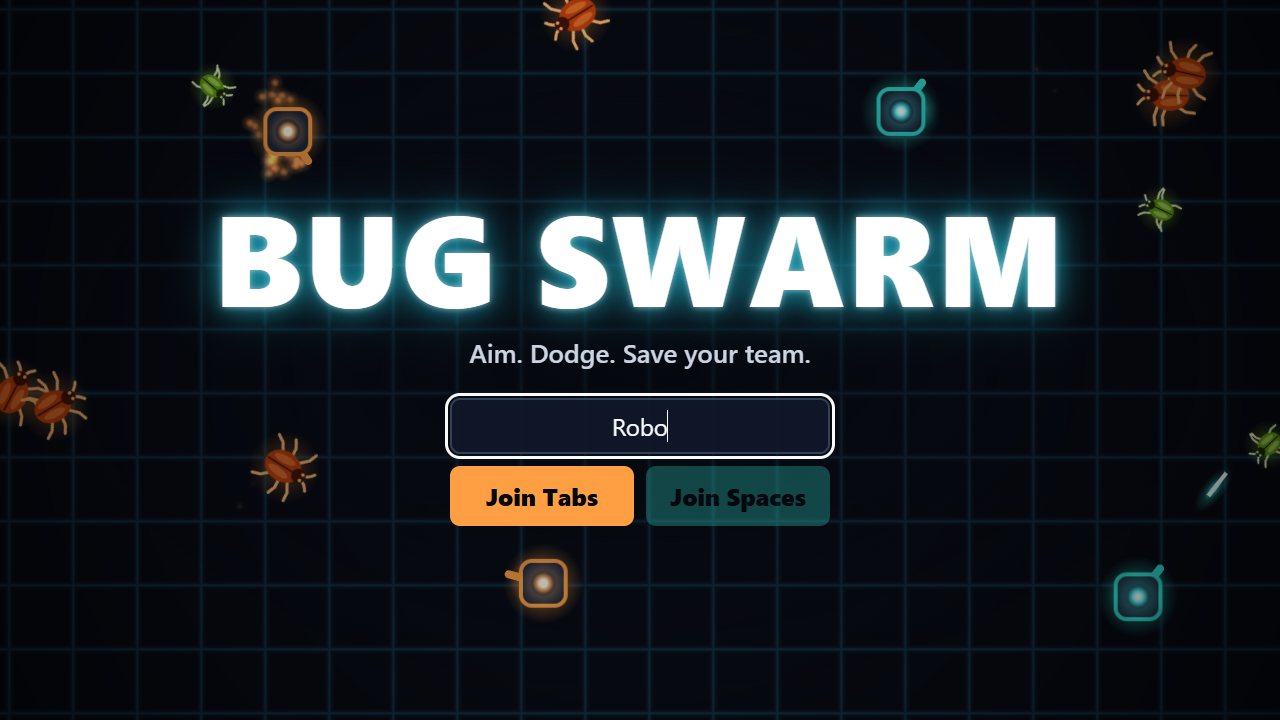 BUG SWARM
Aim. Dodge. Save your team.
Robo
Join Tabs
Join Spaces